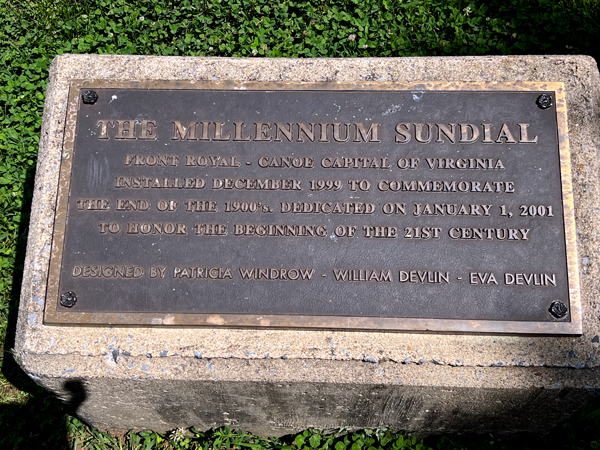 THE MILLENNIUM SUNDIAL
FRONT ROYAL - CANOE CAPITAL OF VIRGINIA
INSTALLED DECEMBER 1999 TO COMMEMORATE
THE END OF THE 1900's. DEDICATED ON JANUARY 1, 2001
TO HONOR THE BEGINNING OF THE 21ST CENTURY
DESIGNED BY PATRICIA WINDROW - WILLIAM DEVLIN - EVA DEVLIN